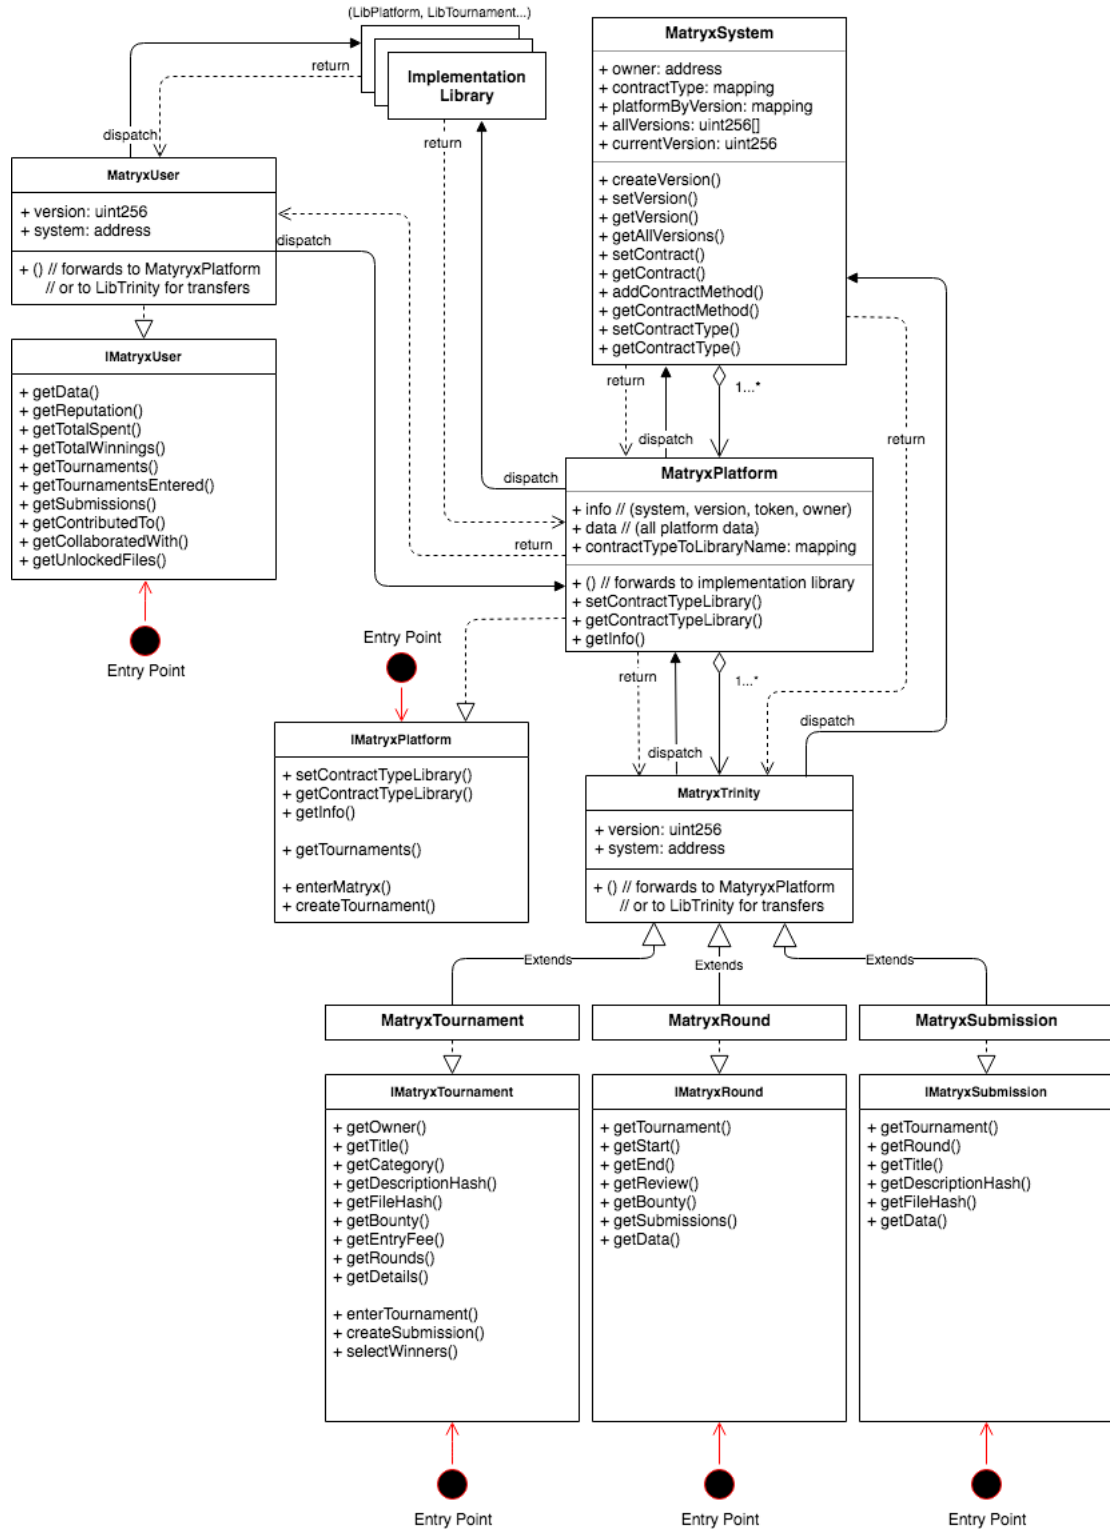 (LibPlatform, LibTournament...)
return
Implementation
Library
dispatch
return
MatryxSystem
+ owner: address
+ contractType: mapping
+ platformByVersion: mapping
+ allVersions: uint256[]
+ currentVersion: uint256
+ createVersion()
+ setVersion()
+ getVersion()
+ getAllVersions()
+ setContract()
+ getContract()
+ addContractMethod()
+ getContractMethod()
+ setContractType()
+ getContractType()
MatryxUser
+ version: uint256
+ system: address
+ () // forwards to MatyryxPlatform
// or to LibTrinity for transfers
dispatch
IMatryxUser
+ getData()
+ getReputation()
+ getTotalSpent()
+ getTotalWinnings()
+ getTournaments()
+ getTournamentsEntered()
+ getSubmissions()
+ getContributedTo()
+ getCollaboratedWith()
+ getUnlockedFiles()
Entry Point
return
1...*
dispatch
return
dispatch
return
MatryxPlatform
+ info // (system, version, token, owner)
+ data // (all platform data)
+ contractTypeToLibraryName: mapping
+ () // forwards to implementation library
+ setContractTypeLibrary()
+ getContractTypeLibrary()
+ getInfo()
Entry Point
return
1...*
dispatch
dispatch
IMatryxPlatform
+ setContractTypeLibrary()
+ getContractTypeLibrary()
+ getInfo()
+ getTournaments()
+ enterMatryx()
+ createTournament()
MatryxTrinity
+ version: uint256
+ system: address
+ () // forwards to MatyryxPlatform
// or to LibTrinity for transfers
Extends
Extends
Extends
MatryxTournament
MatryxRound
MatryxSubmission
IMatryxTournament
+ getOwner()
+ getTitle()
+ getCategory()
+ getDescriptionHash()
+ getFileHash()
+ getBounty()
+ getEntryFee()
+ getRounds()
+ getDetails()
+ enterTournament()
+ createSubmission()
+ selectWinners()
IMatryxRound
+ getTournament()
+ getStart()
+ getEnd()
+ getReview()
+ getBounty()
+ getSubmissions()
+ getData()
IMatryxSubmission
+ getTournament()
+ getRound()
+ getTitle()
+ getDescriptionHash()
+ getFileHash()
+ getData()
Entry Point
Entry Point
Entry Point